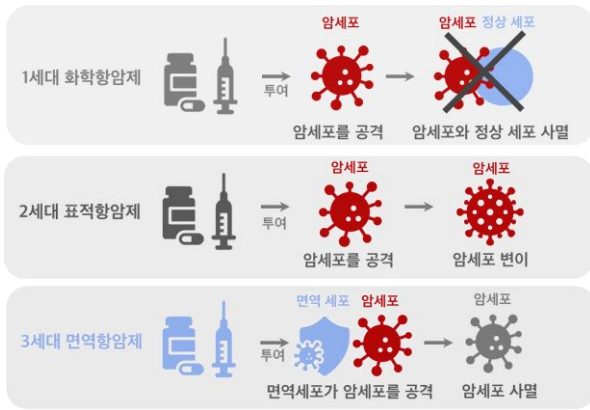 암세포
암세포 정상 세포
1세대 화학항암제
투여
암세포를 공격
암세포와 정상 세포 사멸
암세포
암세포
2세대 표적항암제
투여
암세포를 공격
암세포 변이
면역 세포 암세포
암세포
3세대 면역항암제
투여
면역세포가 암세포를 공격
암세포 사멸